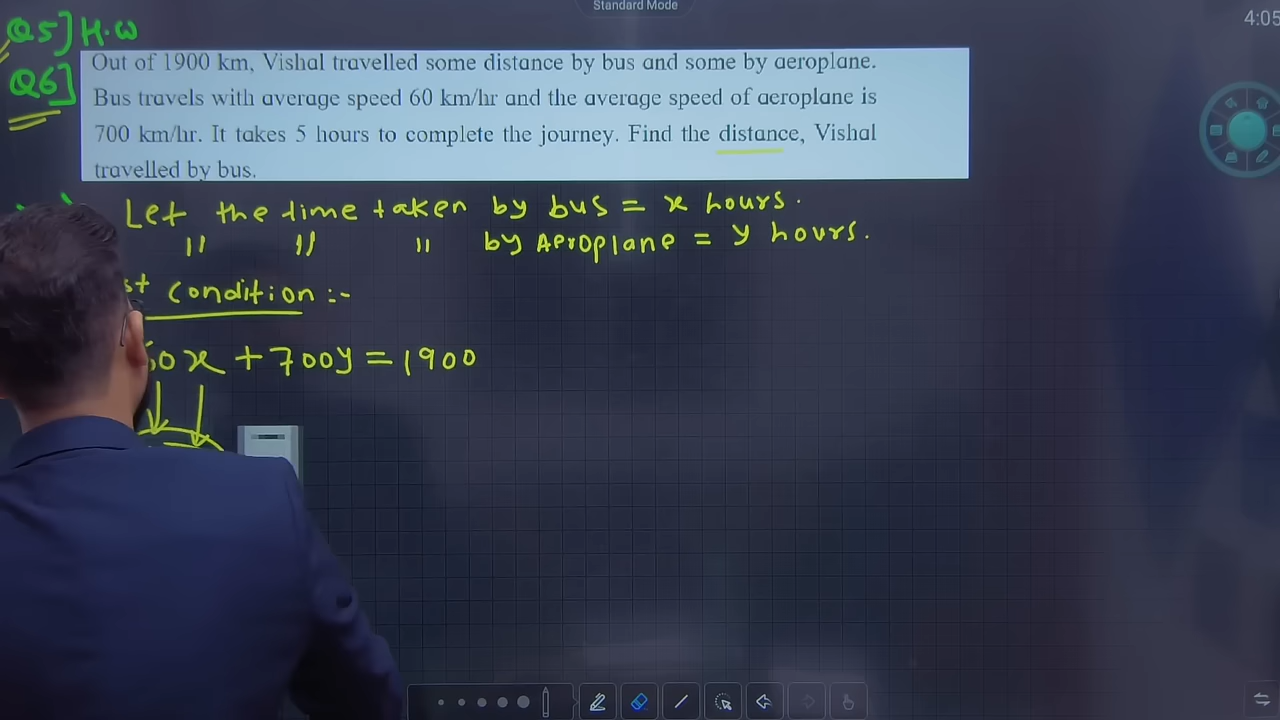 Standard Mode
4:05
Q5] H.W
Q6]
Out of 1900 km, Vishal travelled some distance by bus and some by aeroplane.
Bus travels with average speed 60 km/hr and the average speed of aeroplane is
700 km/hr. It takes 5 hours to complete the journey. Find the distance, Vishal
travelled by bus.
Let the time taken by bus = x hours.
" " " by Aeroplane = y hours.
st condition :-
60x + 700y = 1900